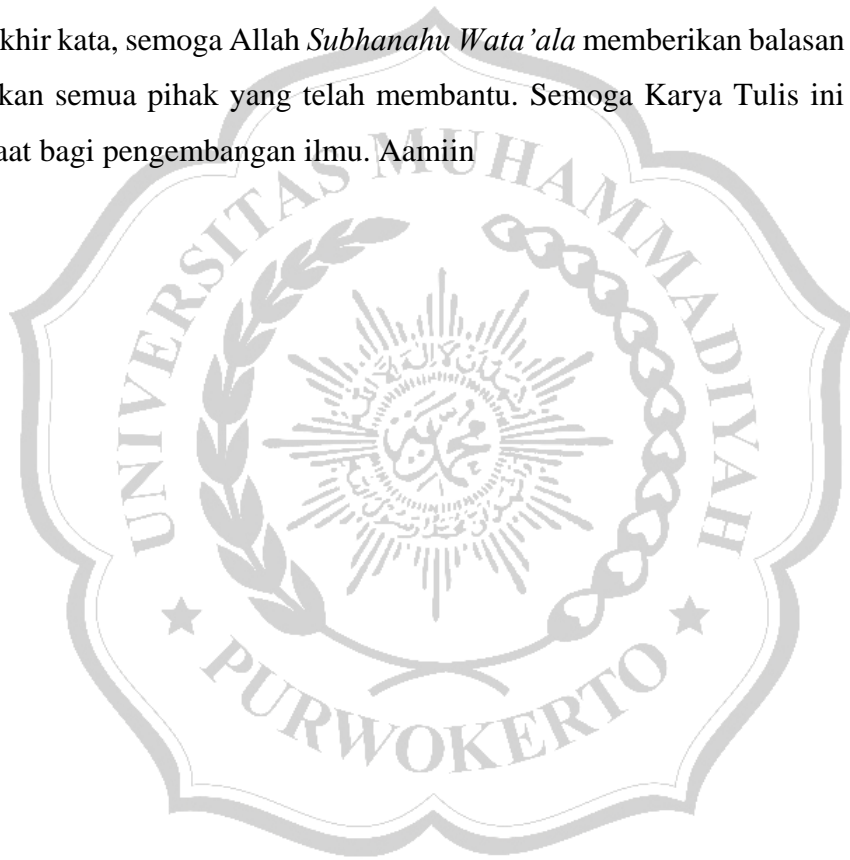 khir kata, semoga Allah Subhanahu Wata’ala memberikan balasan
kan semua pihak yang telah membantu. Semoga Karya Tulis ini
aat bagi pengembangan ilmu. Aamiin
UNIVERSITAS MUHAMMADIYAH
محمد
PURWOKERTO